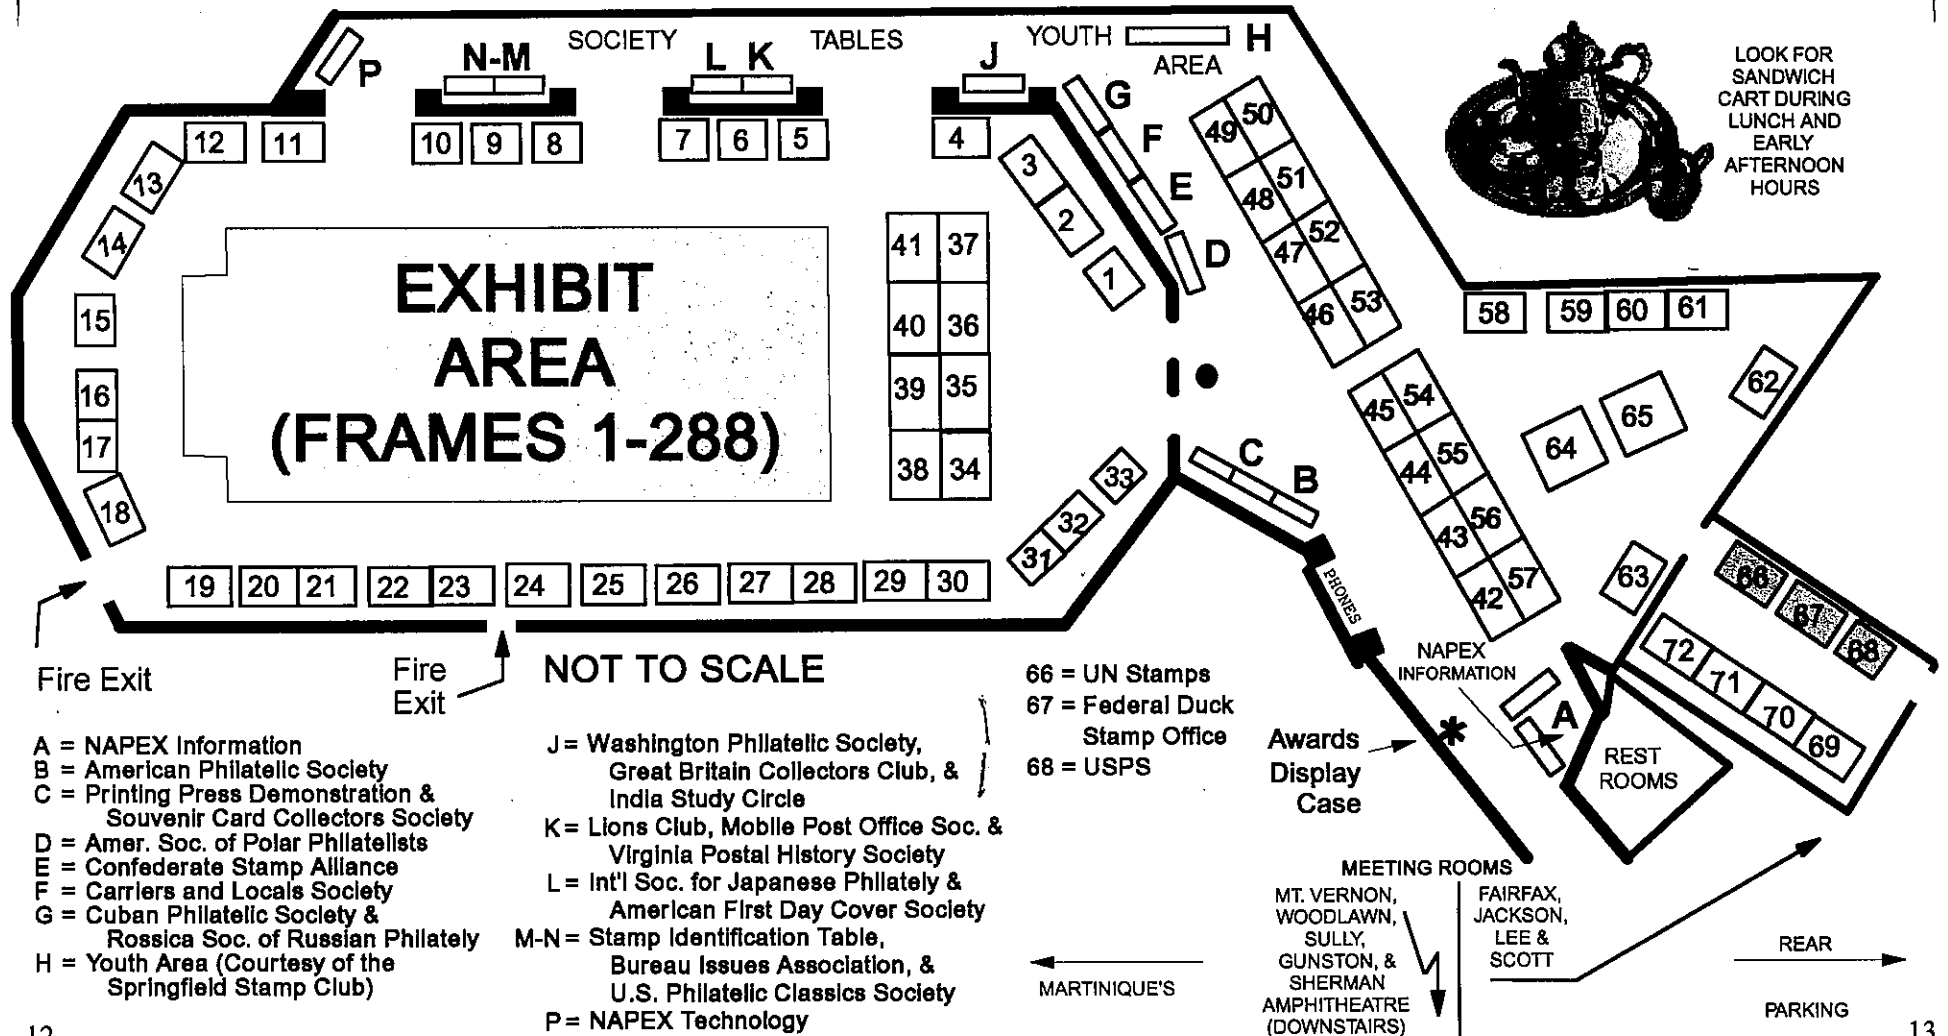 SOCIETY TABLES
YOUTH
AREA
H
P
N-M
L K
J
G
F
E
D
LOOK FOR
SANDWICH
CART DURING
LUNCH AND
EARLY
AFTERNOON
HOURS
12 11 10 9 8 7 6 5 4
3
2
1
13
14
15
16
17
18
49 50
48 51
47 52
46 53
41 37
40 36
39 35
38 34
EXHIBIT
AREA
(FRAMES 1-288)
58 59 60 61
62
45 54
44 55
43 56
42 57
64 65
63
33
32
31
C
B
PHONES
19 20 21 22 23 24 25 26 27 28 29 30
66
67
68
72
71
70
69
Fire Exit
Fire
Exit
NOT TO SCALE
NAPEX
INFORMATION
A
REST
ROOMS
*
Awards
Display
Case
66 = UN Stamps
67 = Federal Duck
Stamp Office
68 = USPS
A = NAPEX Information
B = American Philatelic Society
C = Printing Press Demonstration &
Souvenir Card Collectors Society
D = Amer. Soc. of Polar Philatelists
E = Confederate Stamp Alliance
F = Carriers and Locals Society
G = Cuban Philatelic Society &
Rossica Soc. of Russian Philately
H = Youth Area (Courtesy of the
Springfield Stamp Club)
J = Washington Philatelic Society,
Great Britain Collectors Club, &
India Study Circle
K = Lions Club, Mobile Post Office Soc. &
Virginia Postal History Society
L = Int'l Soc. for Japanese Philately &
American First Day Cover Society
M-N = Stamp Identification Table,
Bureau Issues Association, &
U.S. Philatelic Classics Society
P = NAPEX Technology
MEETING ROOMS
MT. VERNON,
WOODLAWN,
SULLY,
GUNSTON, &
SHERMAN
AMPHITHEATRE
(DOWNSTAIRS)
FAIRFAX,
JACKSON,
LEE &
SCOTT
MARTINIQUE'S
REAR
PARKING
12
13